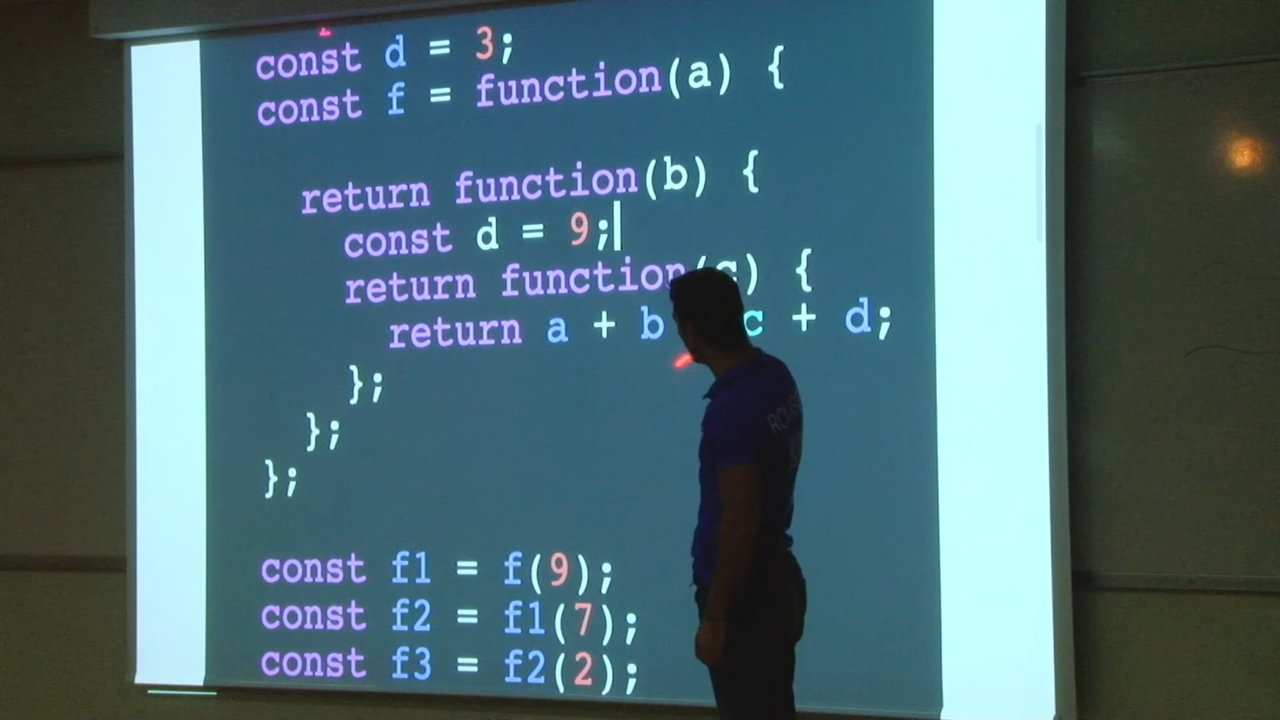 const d = 3;
const f = function(a) {
return function(b) {
const d = 9;
return function(c) {
return a + b c + d;
};
};
};
const f1 = f(9);
const f2 = f1(7);
const f3 = f2(2);